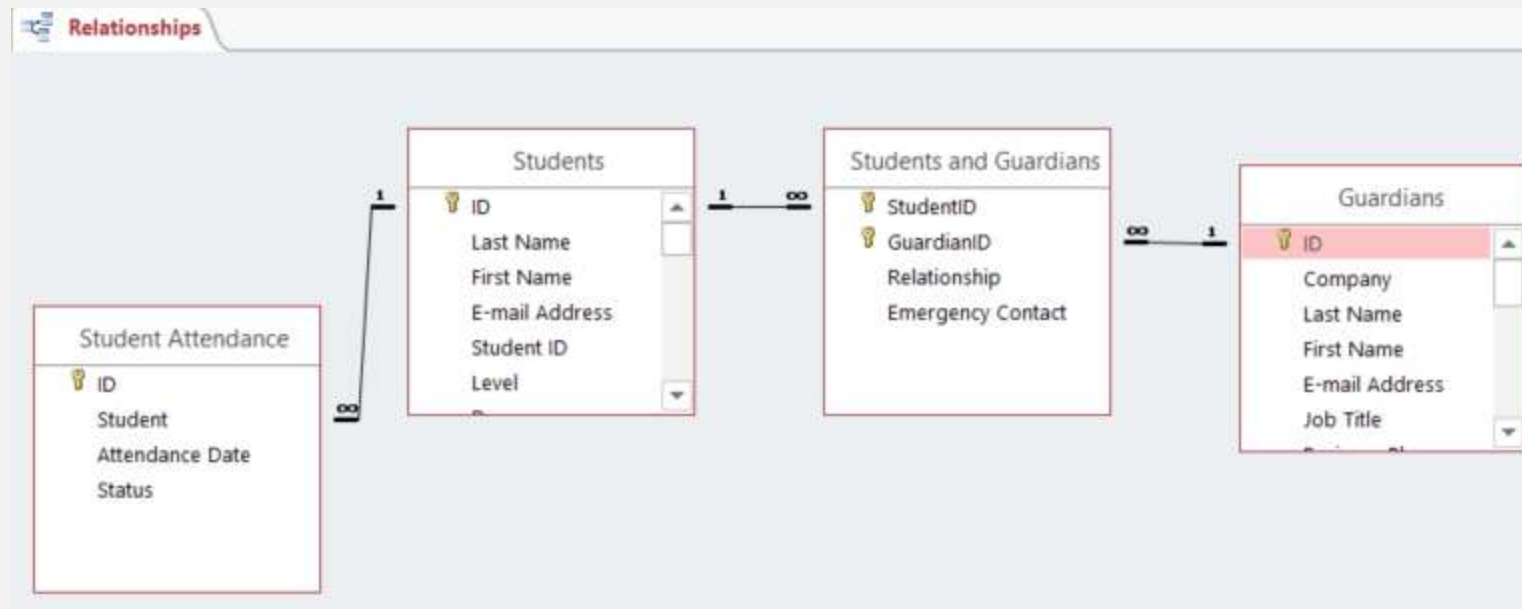 Relationships
Student Attendance
ID
Student
Attendance Date
Status
1
∞
Students
ID
Last Name
First Name
E-mail Address
Student ID
Level
1
∞
Students and Guardians
StudentID
GuardianID
Relationship
Emergency Contact
∞
1
Guardians
ID
Company
Last Name
First Name
E-mail Address
Job Title